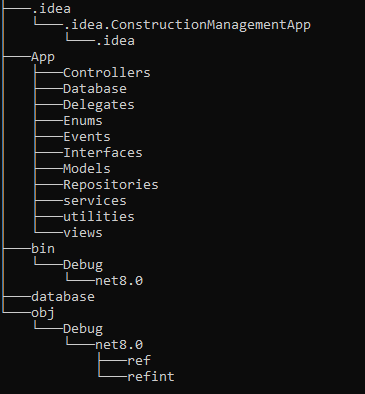 ├───.idea
│   └───.idea.ConstructionManagementApp
│       └───.idea
├───App
│   ├───Controllers
│   ├───Database
│   ├───Delegates
│   ├───Enums
│   ├───Events
│   ├───Interfaces
│   ├───Models
│   ├───Repositories
│   ├───services
│   ├───utilities
│   └───views
├───bin
│   └───Debug
│       └───net8.0
├───database
└───obj
    └───Debug
        └───net8.0
            ├───ref
            └───refint